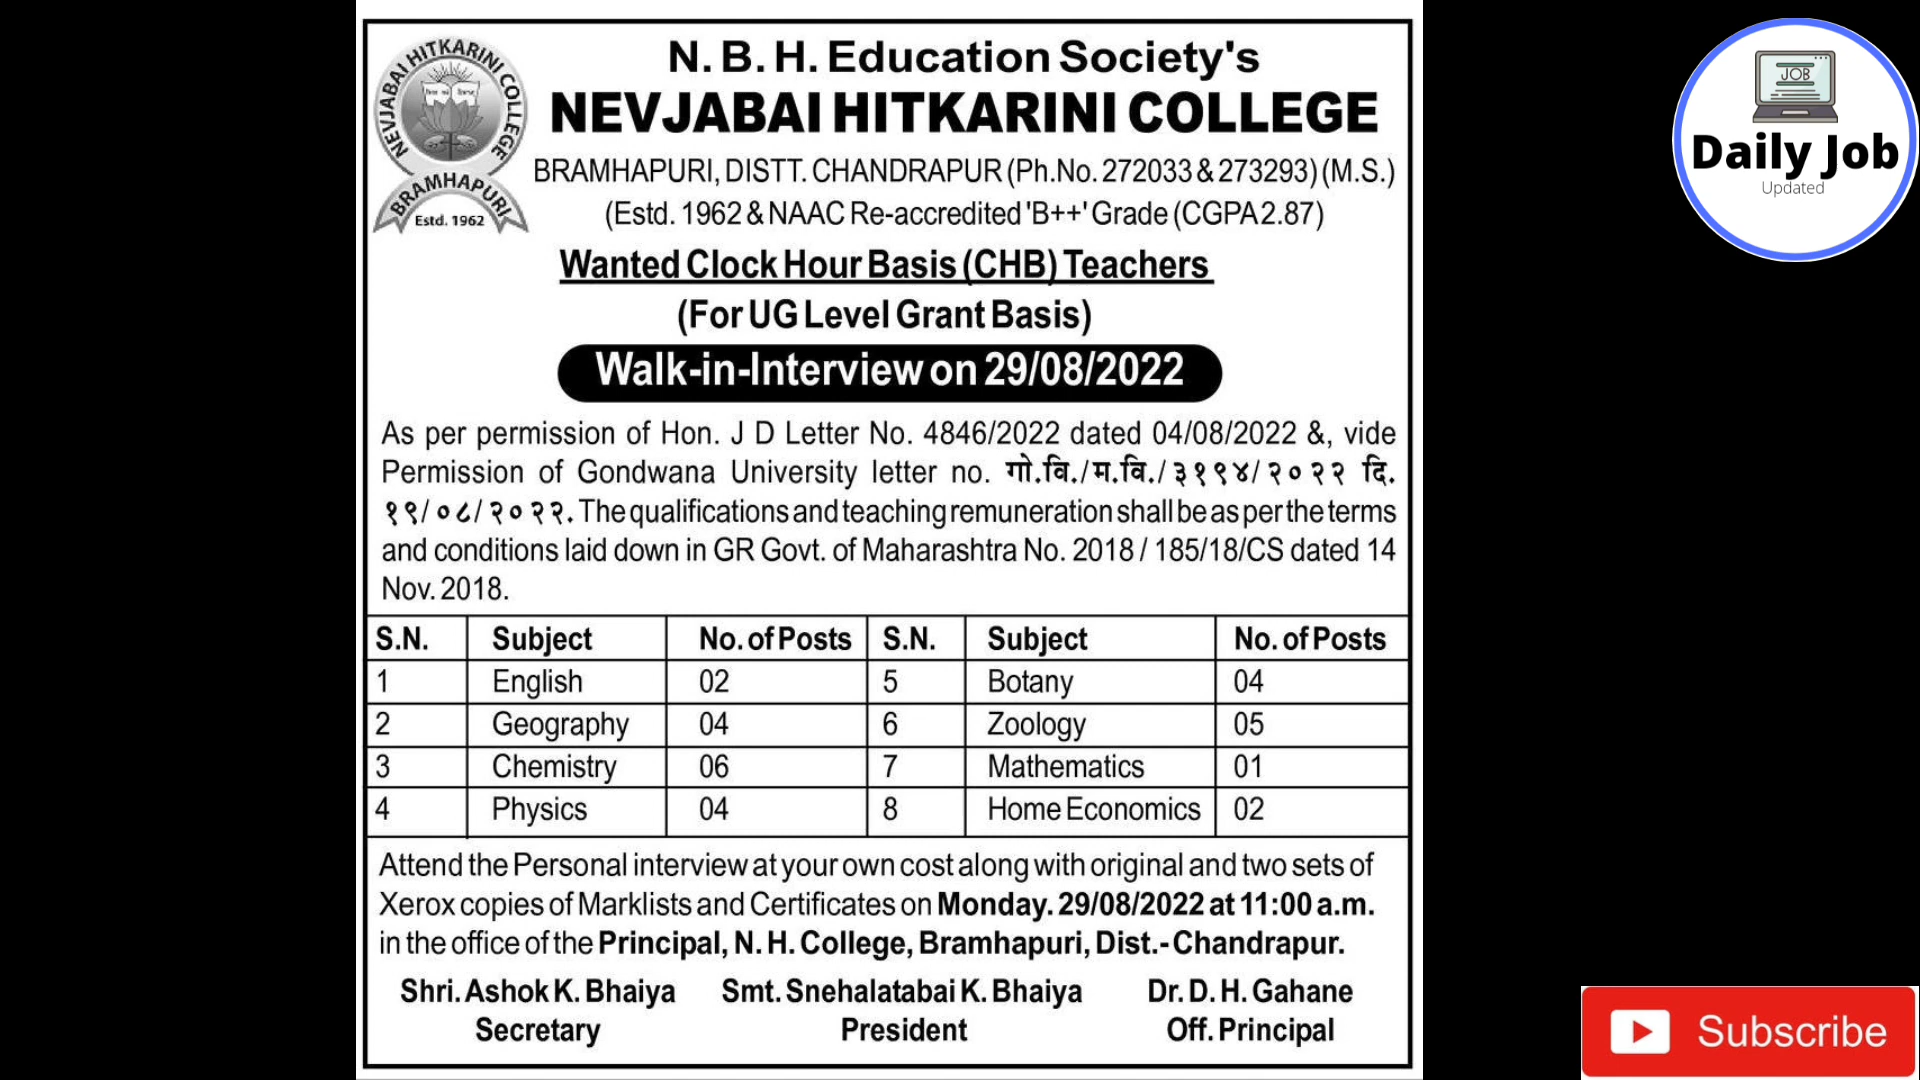 NEVJABAI HITKARINI COLLEGE
BRAMHAPURI
Estd. 1962
N. B. H. Education Society's
NEVJABAI HITKARINI COLLEGE
BRAMHAPURI, DISTT. CHANDRAPUR (Ph.No. 272033 & 273293) (M.S.)
(Estd. 1962 & NAAC Re-accredited 'B++' Grade (CGPA 2.87)
Wanted Clock Hour Basis (CHB) Teachers
(For UG Level Grant Basis)
Walk-in-Interview on 29/08/2022
As per permission of Hon. J D Letter No. 4846/2022 dated 04/08/2022 &, vide
Permission of Gondwana University letter no. गो.वि./म.वि./३१९४/२०२२ दि.
१९/०८/२०२२. The qualifications and teaching remuneration shall be as per the terms
and conditions laid down in GR Govt. of Maharashtra No. 2018 / 185/18/CS dated 14
Nov. 2018.
S.N. Subject No. of Posts S.N. Subject No. of Posts
1 English 02 5 Botany 04
2 Geography 04 6 Zoology 05
3 Chemistry 06 7 Mathematics 01
4 Physics 04 8 Home Economics 02
Attend the Personal interview at your own cost along with original and two sets of
Xerox copies of Marklists and Certificates on Monday. 29/08/2022 at 11:00 a.m.
in the office of the Principal, N. H. College, Bramhapuri, Dist.- Chandrapur.
Shri. Ashok K. Bhaiya Smt. Snehalatabai K. Bhaiya Dr. D. H. Gahane
Secretary President Off. Principal
JOB
Daily Job
Updated
Subscribe